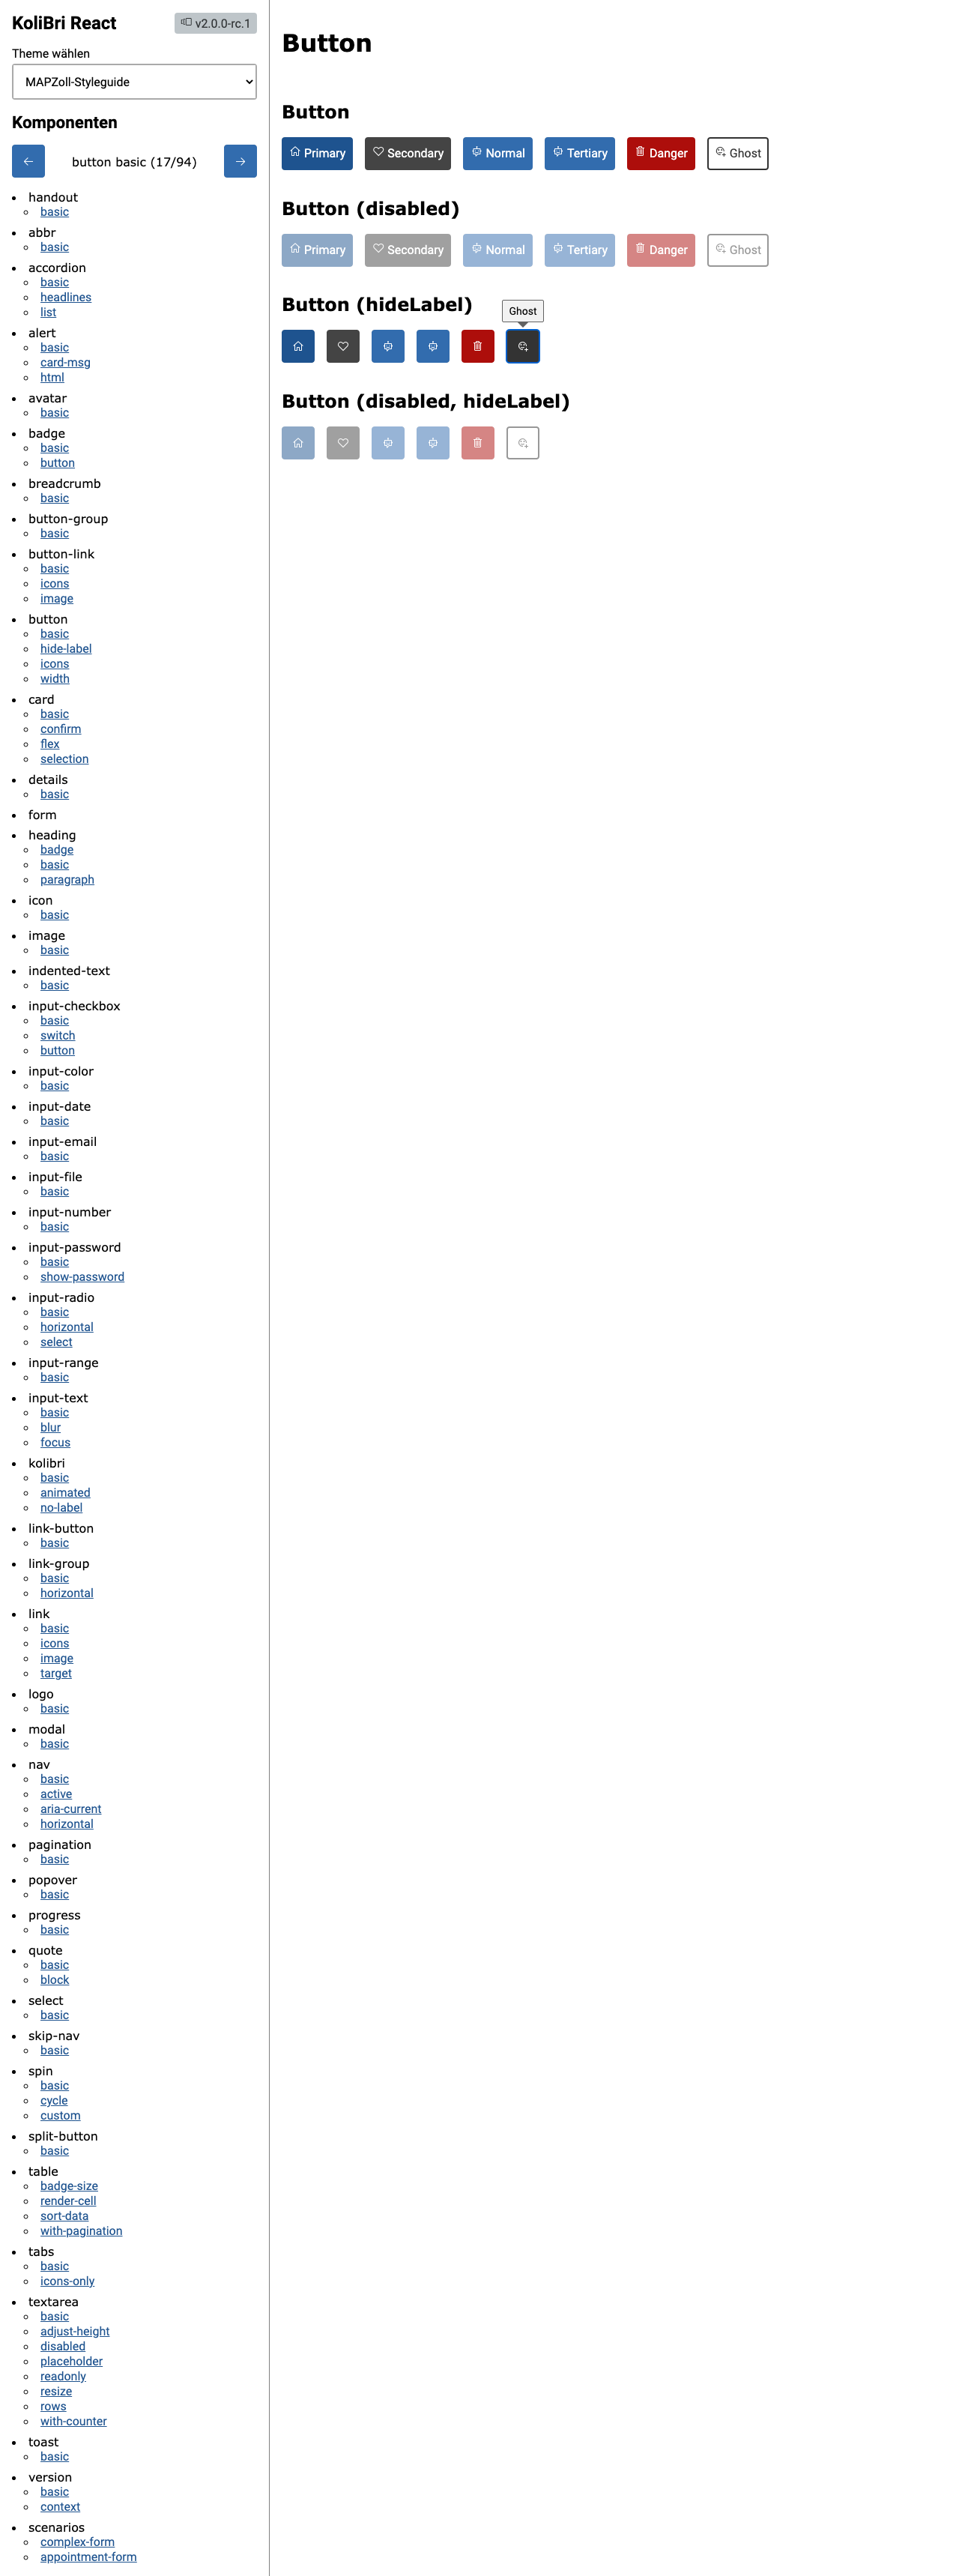 KoliBri React
v2.0.0-rc.1
Theme wählen
MAPZoll-Styleguide
Komponenten
button basic (17/94)
handout
basic
abbr
basic
accordion
basic
headlines
list
alert
basic
card-msg
html
avatar
basic
badge
basic
button
breadcrumb
basic
button-group
basic
button-link
basic
icons
image
button
basic
hide-label
icons
width
card
basic
confirm
flex
selection
details
basic
form
heading
badge
basic
paragraph
icon
basic
image
basic
indented-text
basic
input-checkbox
basic
switch
button
input-color
basic
input-date
basic
input-email
basic
input-file
basic
input-number
basic
input-password
basic
show-password
input-radio
basic
horizontal
select
input-range
basic
input-text
basic
blur
focus
kolibri
basic
animated
no-label
link-button
basic
link-group
basic
horizontal
link
basic
icons
image
target
logo
basic
modal
basic
nav
basic
active
aria-current
horizontal
pagination
basic
popover
basic
progress
basic
quote
basic
block
select
basic
skip-nav
basic
spin
basic
cycle
custom
split-button
basic
table
badge-size
render-cell
sort-data
with-pagination
tabs
basic
icons-only
textarea
basic
adjust-height
disabled
placeholder
readonly
resize
rows
with-counter
toast
basic
version
basic
context
scenarios
complex-form
appointment-form
Button
Button
Primary Secondary Normal Tertiary Danger Ghost
Button (disabled)
Primary Secondary Normal Tertiary Danger Ghost
Button (hideLabel)
Ghost
Button (disabled, hideLabel)